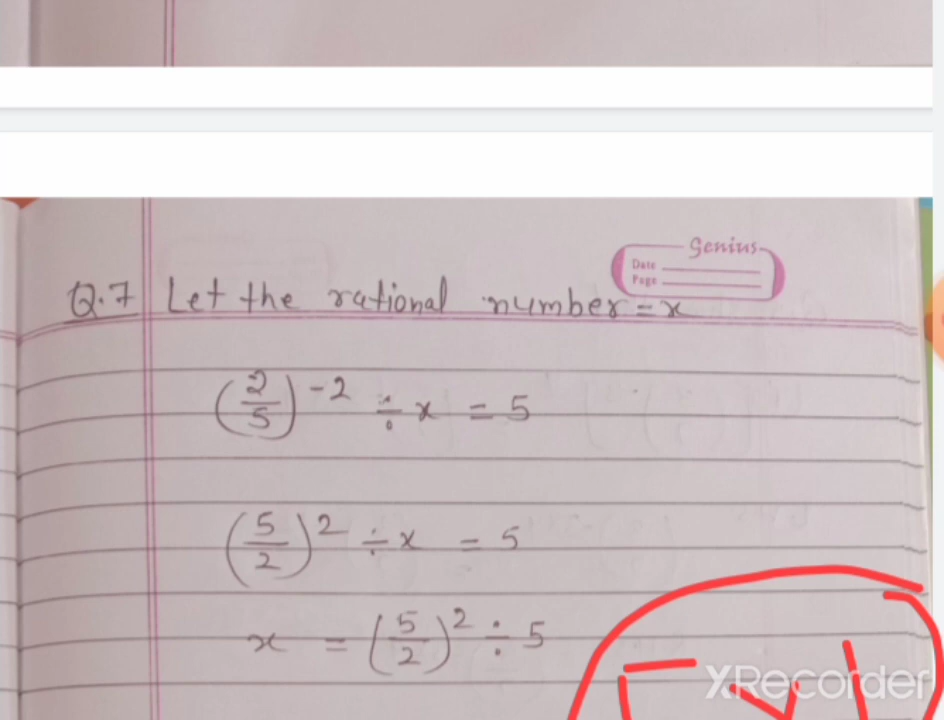 Genius
Date
Page
Q.7 Let the rational number = x
(2/5)^-2 ÷ x = 5
(5/2)^2 ÷ x = 5
x = (5/2)^2 ÷ 5
XRecorder